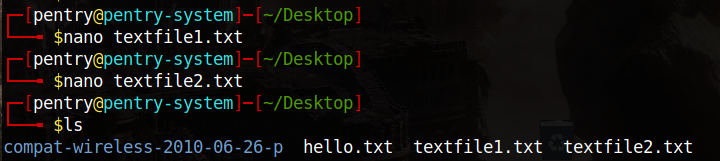 ┌─[pentry@pentry-system]─[~/Desktop]
└──╼ $nano textfile1.txt
┌─[pentry@pentry-system]─[~/Desktop]
└──╼ $nano textfile2.txt
┌─[pentry@pentry-system]─[~/Desktop]
└──╼ $ls
compat-wireless-2010-06-26-p  hello.txt  textfile1.txt  textfile2.txt